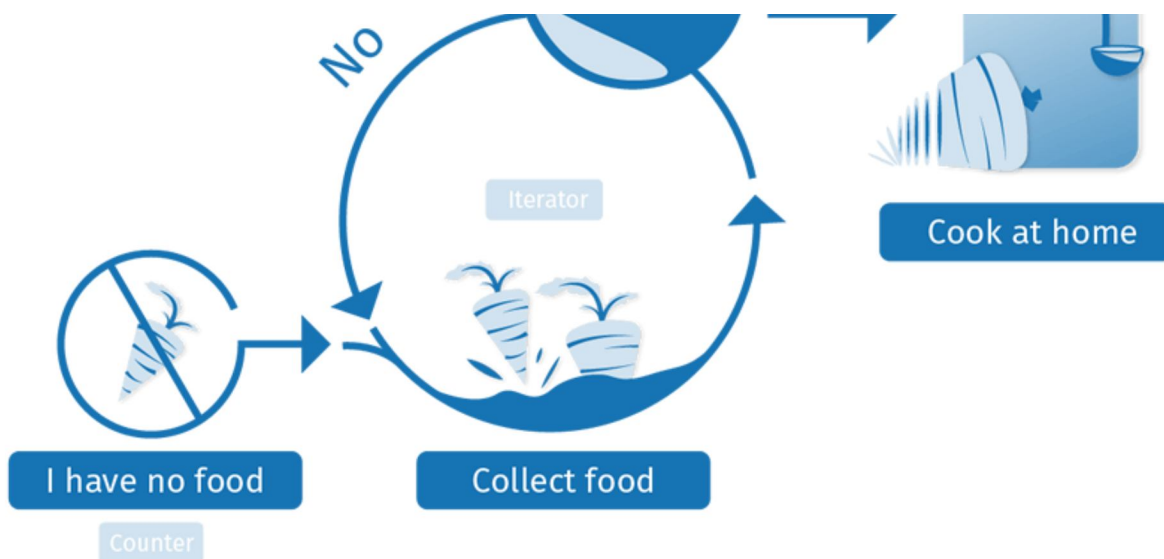 No
Iterator
Cook at home
I have no food
Collect food
Counter